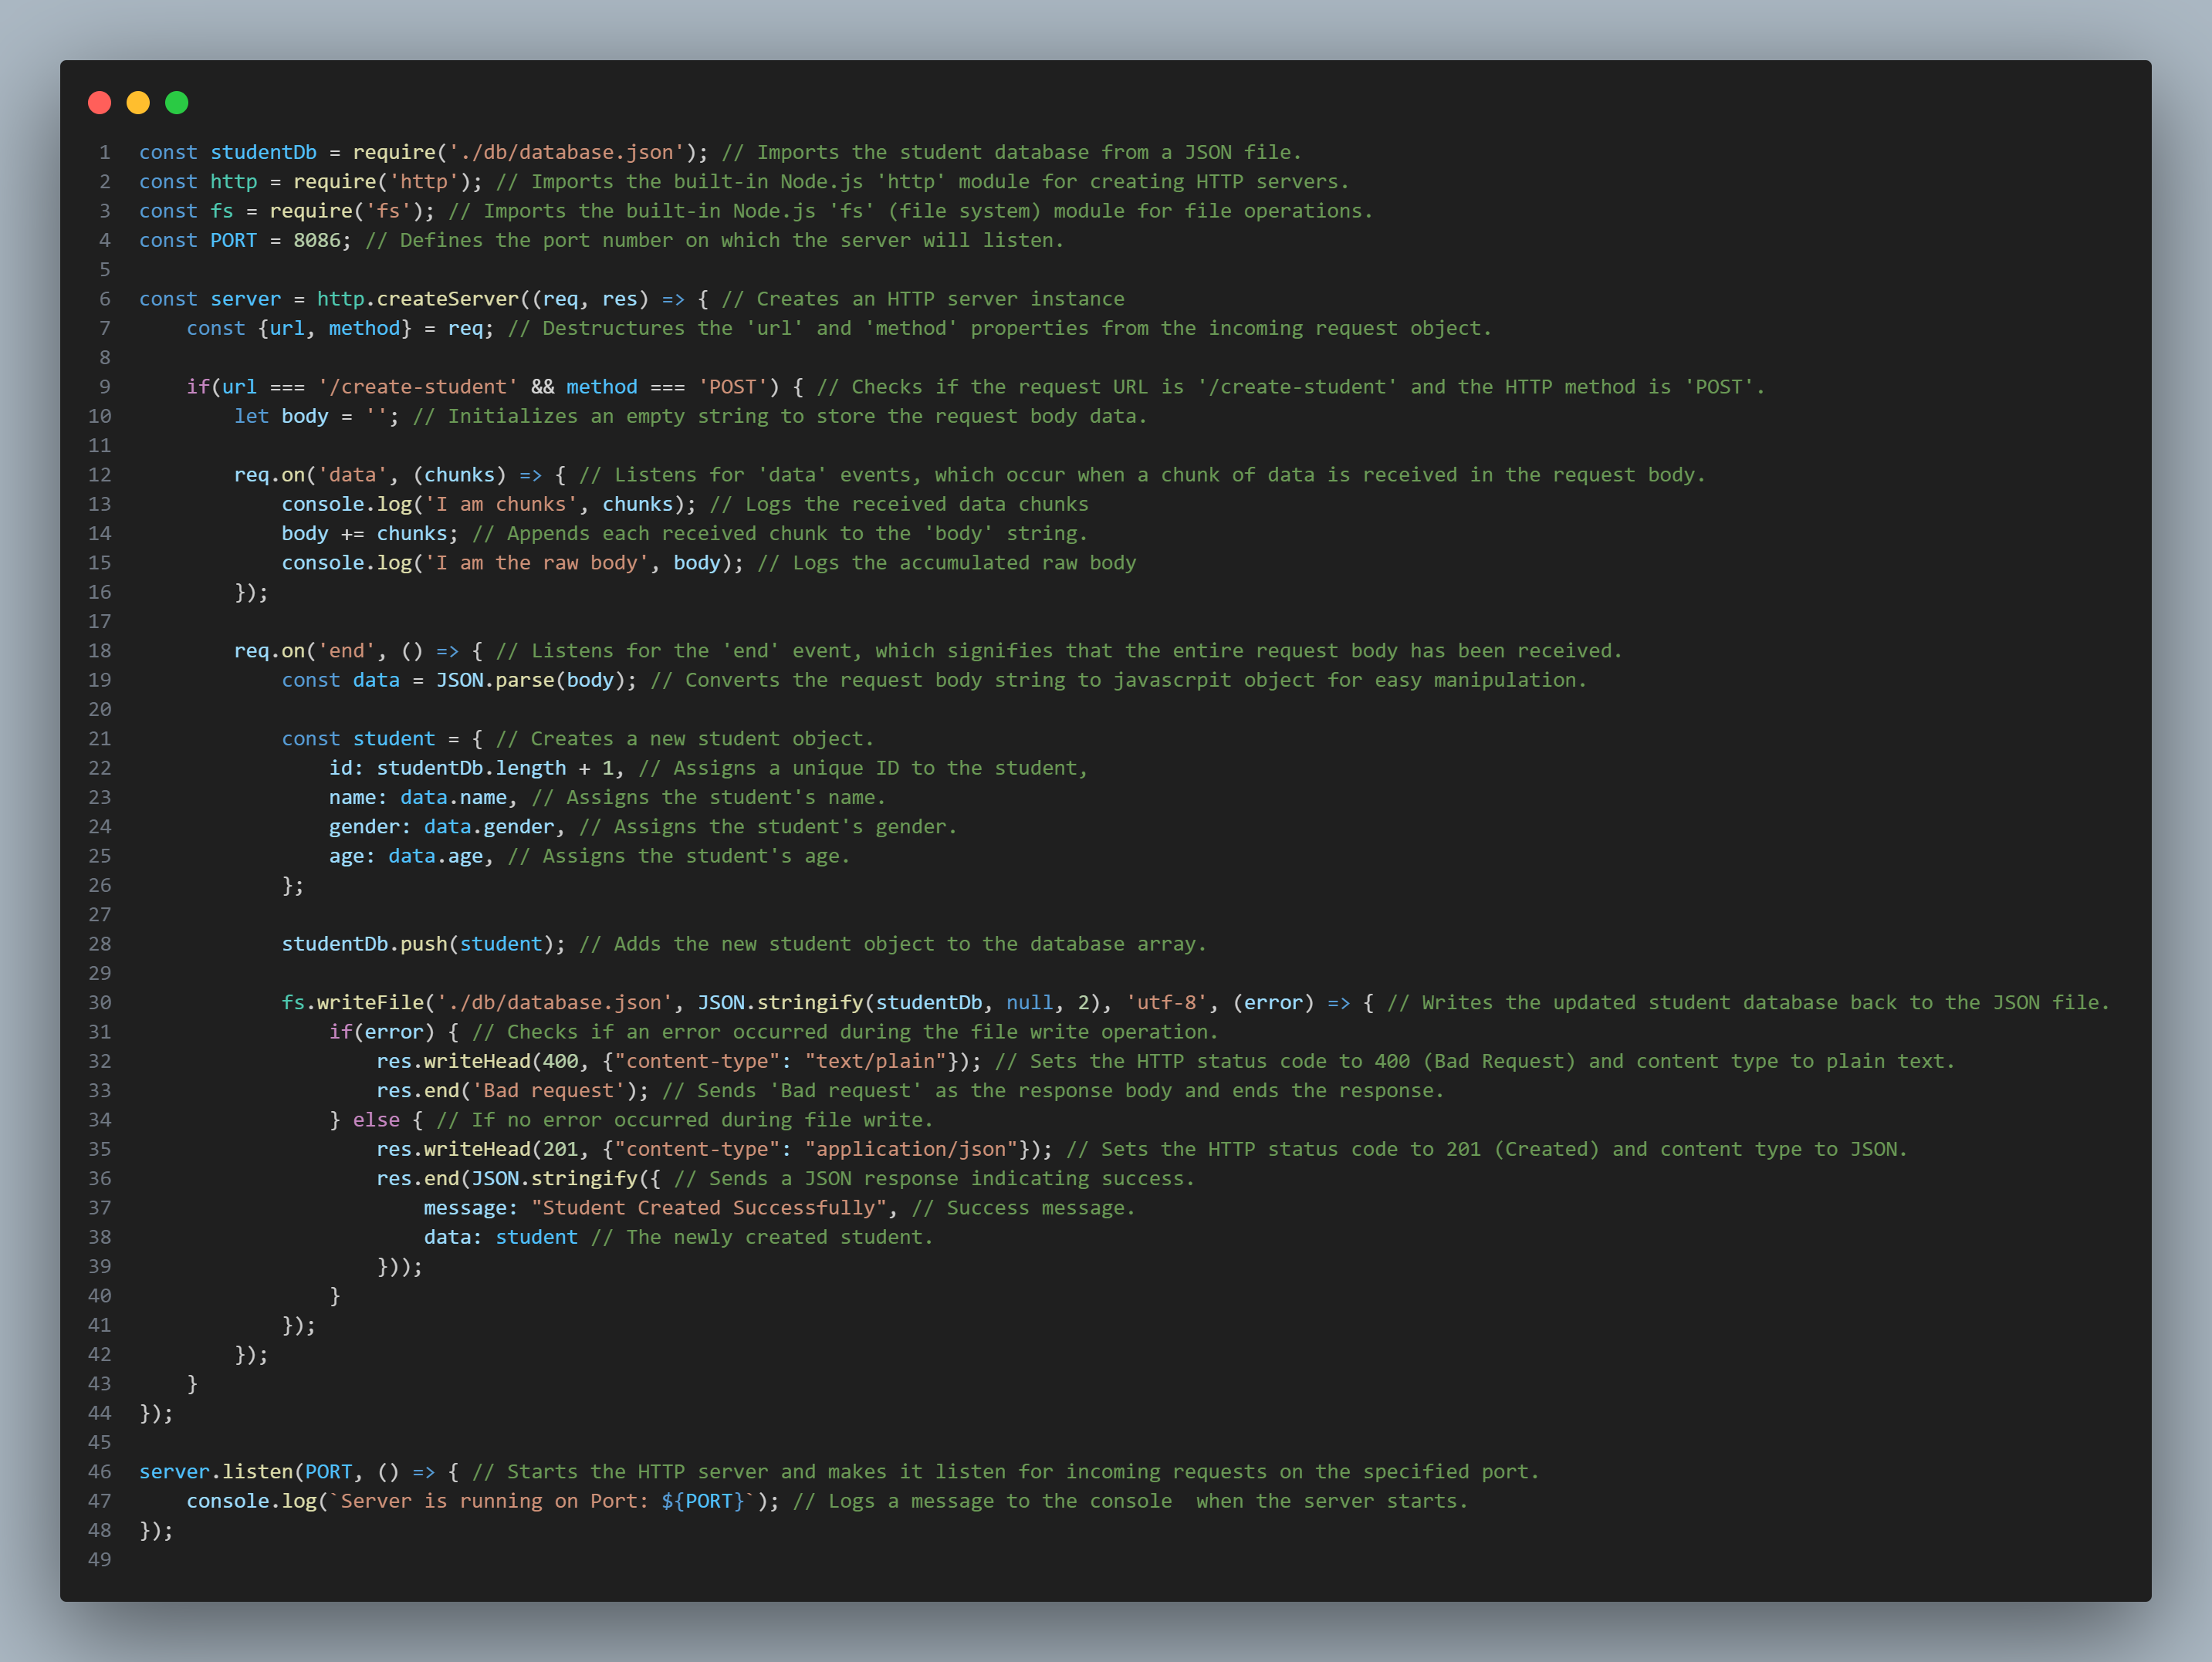 1 const studentDb = require('./db/database.json'); // Imports the student database from a JSON file.
2 const http = require('http'); // Imports the built-in Node.js 'http' module for creating HTTP servers.
3 const fs = require('fs'); // Imports the built-in Node.js 'fs' (file system) module for file operations.
4 const PORT = 8086; // Defines the port number on which the server will listen.
5
6 const server = http.createServer((req, res) => { // Creates an HTTP server instance
7     const {url, method} = req; // Destructures the 'url' and 'method' properties from the incoming request object.
8
9     if(url === '/create-student' && method === 'POST') { // Checks if the request URL is '/create-student' and the HTTP method is 'POST'.
10         let body = ''; // Initializes an empty string to store the request body data.
11
12         req.on('data', (chunks) => { // Listens for 'data' events, which occur when a chunk of data is received in the request body.
13             console.log('I am chunks', chunks); // Logs the received data chunks
14             body += chunks; // Appends each received chunk to the 'body' string.
15             console.log('I am the raw body', body); // Logs the accumulated raw body
16         });
17
18         req.on('end', () => { // Listens for the 'end' event, which signifies that the entire request body has been received.
19             const data = JSON.parse(body); // Converts the request body string to javascrpit object for easy manipulation.
20
21             const student = { // Creates a new student object.
22                 id: studentDb.length + 1, // Assigns a unique ID to the student,
23                 name: data.name, // Assigns the student's name.
24                 gender: data.gender, // Assigns the student's gender.
25                 age: data.age, // Assigns the student's age.
26             };
27
28             studentDb.push(student); // Adds the new student object to the database array.
29
30             fs.writeFile('./db/database.json', JSON.stringify(studentDb, null, 2), 'utf-8', (error) => { // Writes the updated student database back to the JSON file.
31                 if(error) { // Checks if an error occurred during the file write operation.
32                     res.writeHead(400, {"content-type": "text/plain"}); // Sets the HTTP status code to 400 (Bad Request) and content type to plain text.
33                     res.end('Bad request'); // Sends 'Bad request' as the response body and ends the response.
34                 } else { // If no error occurred during file write.
35                     res.writeHead(201, {"content-type": "application/json"}); // Sets the HTTP status code to 201 (Created) and content type to JSON.
36                     res.end(JSON.stringify({ // Sends a JSON response indicating success.
37                         message: "Student Created Successfully", // Success message.
38                         data: student // The newly created student.
39                     }));
40                 }
41             });
42         });
43     }
44 });
45
46 server.listen(PORT, () => { // Starts the HTTP server and makes it listen for incoming requests on the specified port.
47     console.log(`Server is running on Port: ${PORT}`); // Logs a message to the console  when the server starts.
48 });
49